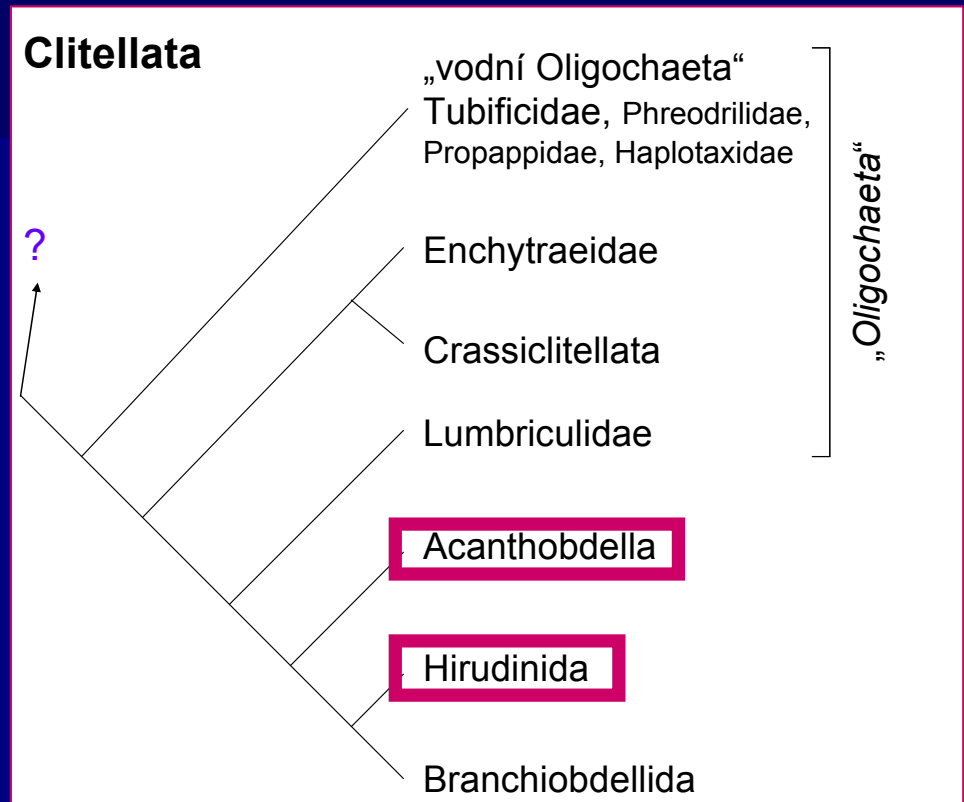 Clitellata
„vodní Oligochaeta“
Tubificidae, Phreodrilidae,
Propappidae, Haplotaxidae
„Oligochaeta“
?
Enchytraeidae
Crassiclitellata
Lumbriculidae
Acanthobdella
Hirudinida
Branchiobdellida